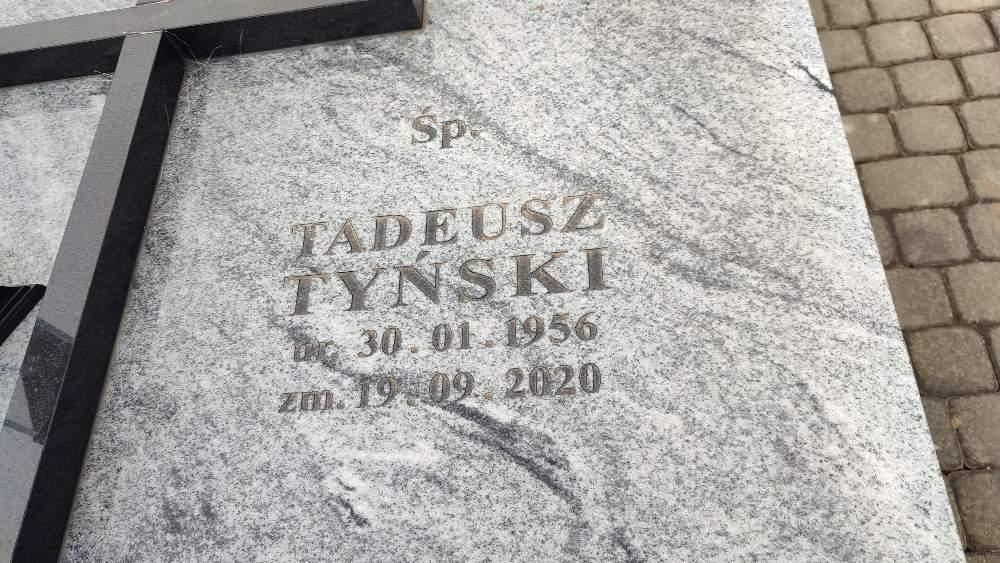 Śp.
TADEUSZ
TYŃSKI
ur. 30.01.1956
zm. 19.09.2020